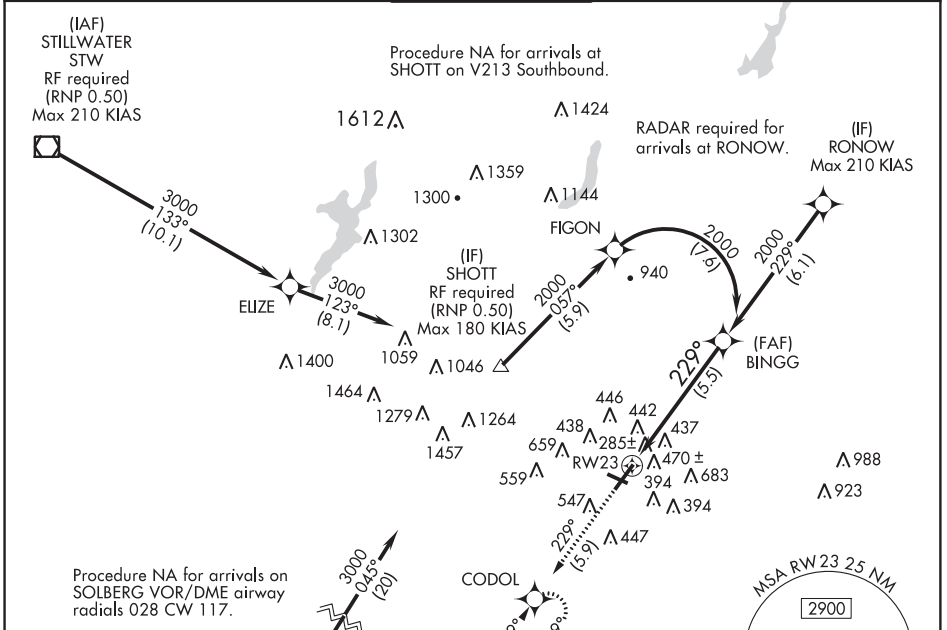 (IAF)
STILLWATER
STW
RF required
(RNP 0.50)
Max 210 KIAS
Procedure NA for arrivals at
SHOTT on V213 Southbound.
1612
1424
RADAR required for
arrivals at RONOW.
(IF)
RONOW
Max 210 KIAS
1359
1300
1144
3000
133°
(10.1)
1302
FIGON
2000
(7.6)
2000
229°
(6.1)
940
(IF)
SHOTT
RF required
(RNP 0.50)
Max 180 KIAS
2000
057°
(5.9)
ELIZE
3000
123°
(8.1)
1059
1046
1400
(FAF)
BINGG
229°
(5.5)
1464
1279
1264
1457
446
442
438
285±
437
659
RW23
470 ±
559
683
394
394
547
447
988
923
229°
(5.9)
3000
045°
(20)
Procedure NA for arrivals on
SOLBERG VOR/DME airway
radials 028 CW 117.
CODOL
MSA RW 23 25 NM
2900